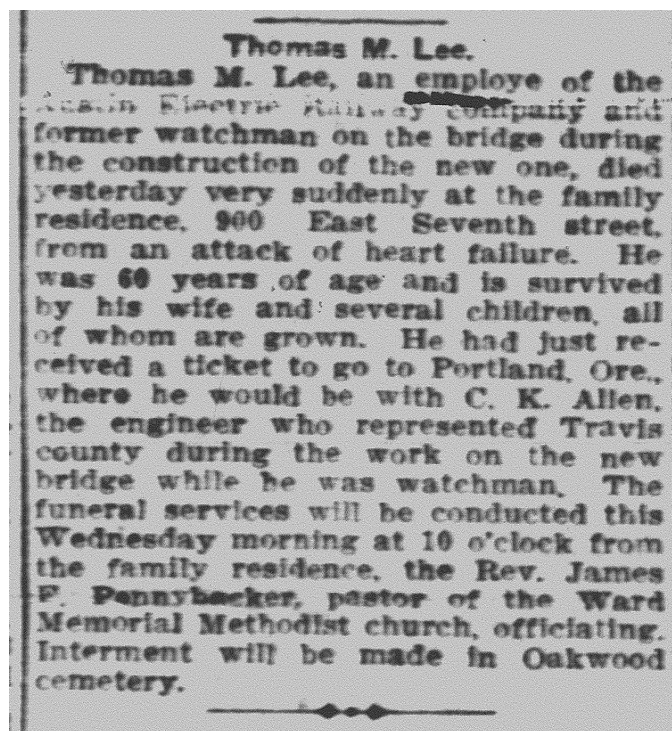 Thomas M. Lee.
Thomas M. Lee, an employe of the
Austin Electric Railway company and
former watchman on the bridge during
the construction of the new one, died
yesterday very suddenly at the family
residence, 900 East Seventh street,
from an attack of heart failure. He
was 60 years of age and is survived
by his wife and several children, all
of whom are grown. He had just re-
ceived a ticket to go to Portland, Ore.,
where he would be with C. K. Allen,
the engineer who represented Travis
county during the work on the new
bridge while he was watchman. The
funeral services will be conducted this
Wednesday morning at 10 o'clock from
the family residence, the Rev. James
F. Pennybacker, pastor of the Ward
Memorial Methodist church, officiating.
Interment will be made in Oakwood
cemetery.